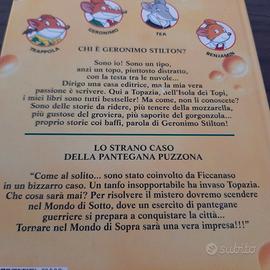 TRAPPOLA
GERONIMO
TEA
BENJAMIN
CHI È GERONIMO STILTON?
Sono io! Sono un tipo,
anzi un topo, piuttosto distratto,
con la testa tra le nuvole...
Dirigo una casa editrice, ma la mia vera
passione è scrivere. Qui a Topazia, nell'Isola dei Topi,
i miei libri sono tutti bestseller! Ma come, non li conoscete?
Sono delle storie da ridere, più tenere della mozzarella,
più gustose del groviera, più saporite del gorgonzola...
proprio storie coi baffi, parola di Geronimo Stilton!
LO STRANO CASO
DELLA PANTEGANA PUZZONA
"Come al solito... sono stato coinvolto da Ficcanaso
in un bizzarro caso. Un tanfo insopportabile ha invaso Topazia.
Che cosa sarà mai? Per risolvere il mistero dovremo scendere
nel Mondo di Sotto, dove un esercito di pantegane
guerriere si prepara a conquistare la città...
Tornare nel Mondo di Sopra sarà una vera impresa!!!"
subito